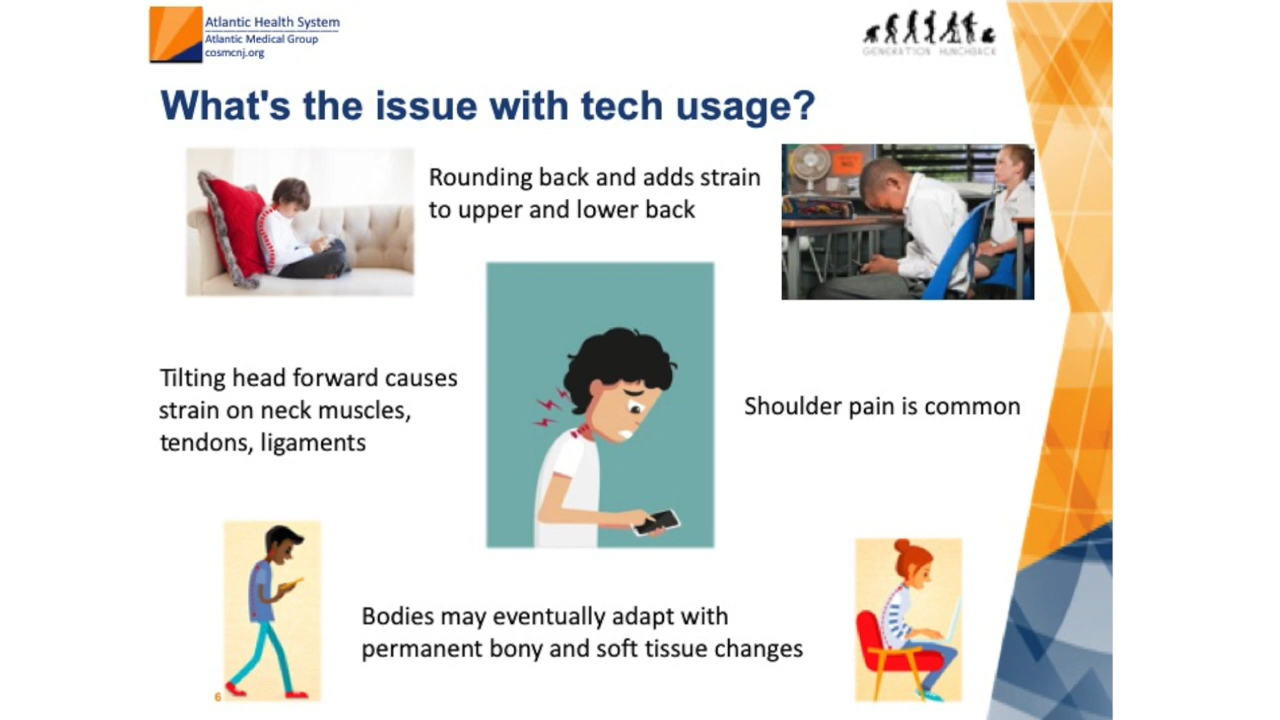 Atlantic Health System
Atlantic Medical Group
cosmcnj.org
GENERATION HUNCHBACK
What's the issue with tech usage?
Rounding back and adds strain
to upper and lower back
Tilting head forward causes
strain on neck muscles,
tendons, ligaments
Shoulder pain is common
Bodies may eventually adapt with
permanent bony and soft tissue changes
6